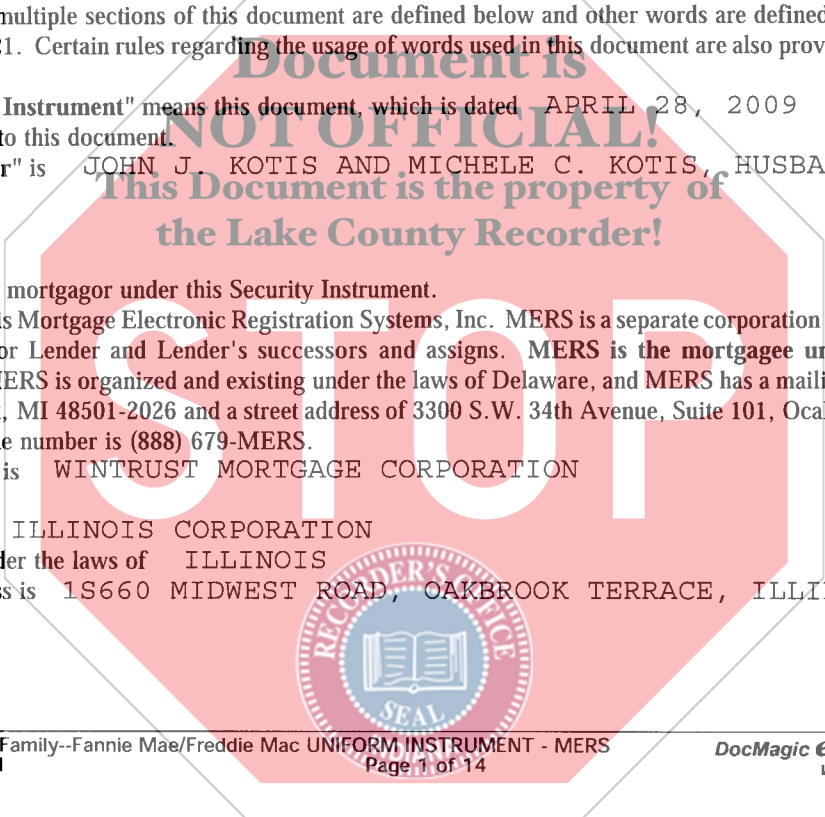 multiple sections of this document are defined below and other words are defined
21. Certain rules regarding the usage of words used in this document are also prov
Document is
Instrument" means this document, which is dated APRIL 28, 2009
NOT OFFICIAL!
to this document.
r" is JOHN J. KOTIS AND MICHELE C. KOTIS, HUSBA
This Document is the property of
the Lake County Recorder!
mortgagor under this Security Instrument.
is Mortgage Electronic Registration Systems, Inc. MERS is a separate corporation
or Lender and Lender's successors and assigns. MERS is the mortgagee un
MERS is organized and existing under the laws of Delaware, and MERS has a maili
, MI 48501-2026 and a street address of 3300 S.W. 34th Avenue, Suite 101, Ocal
e number is (888) 679-MERS.
STOP
is WINTRUST MORTGAGE CORPORATION
ILLINOIS CORPORATION
der the laws of ILLINOIS
ss is 1S660 MIDWEST ROAD, OAKBROOK TERRACE, ILLI
RECORDER'S OFFICE
SEAL
INDIANA
Family--Fannie Mae/Freddie Mac UNIFORM INSTRUMENT - MERS
DocMagic
Page 1 of 14